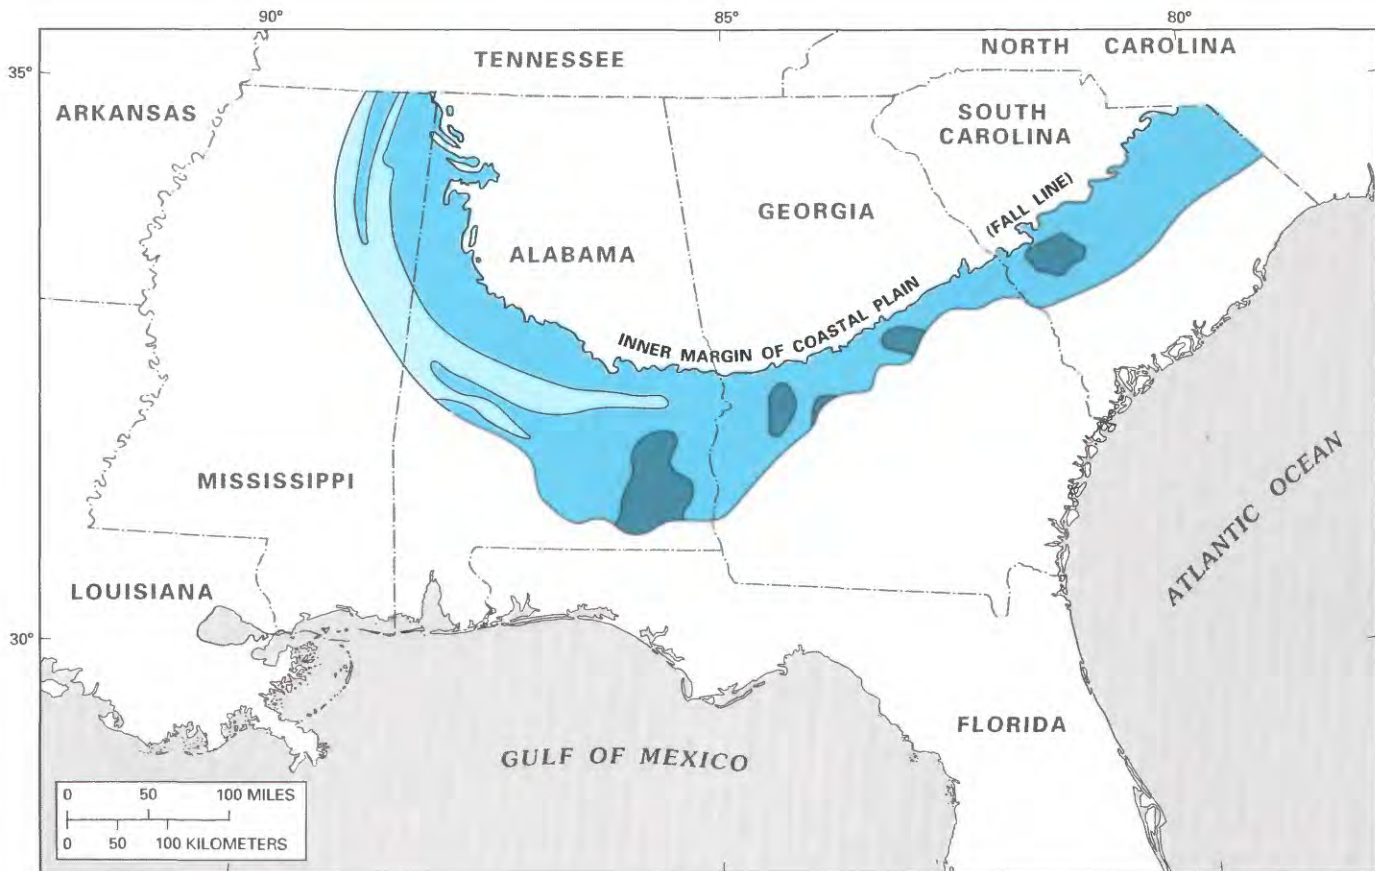 90°
85°
80°
35°
TENNESSEE
NORTH CAROLINA
ARKANSAS
SOUTH
CAROLINA
(FALL LINE)
GEORGIA
ALABAMA
INNER MARGIN OF COASTAL PLAIN
MISSISSIPPI
ATLANTIC OCEAN
LOUISIANA
30°
FLORIDA
GULF OF MEXICO
0 50 100 MILES
0 50 100 KILOMETERS